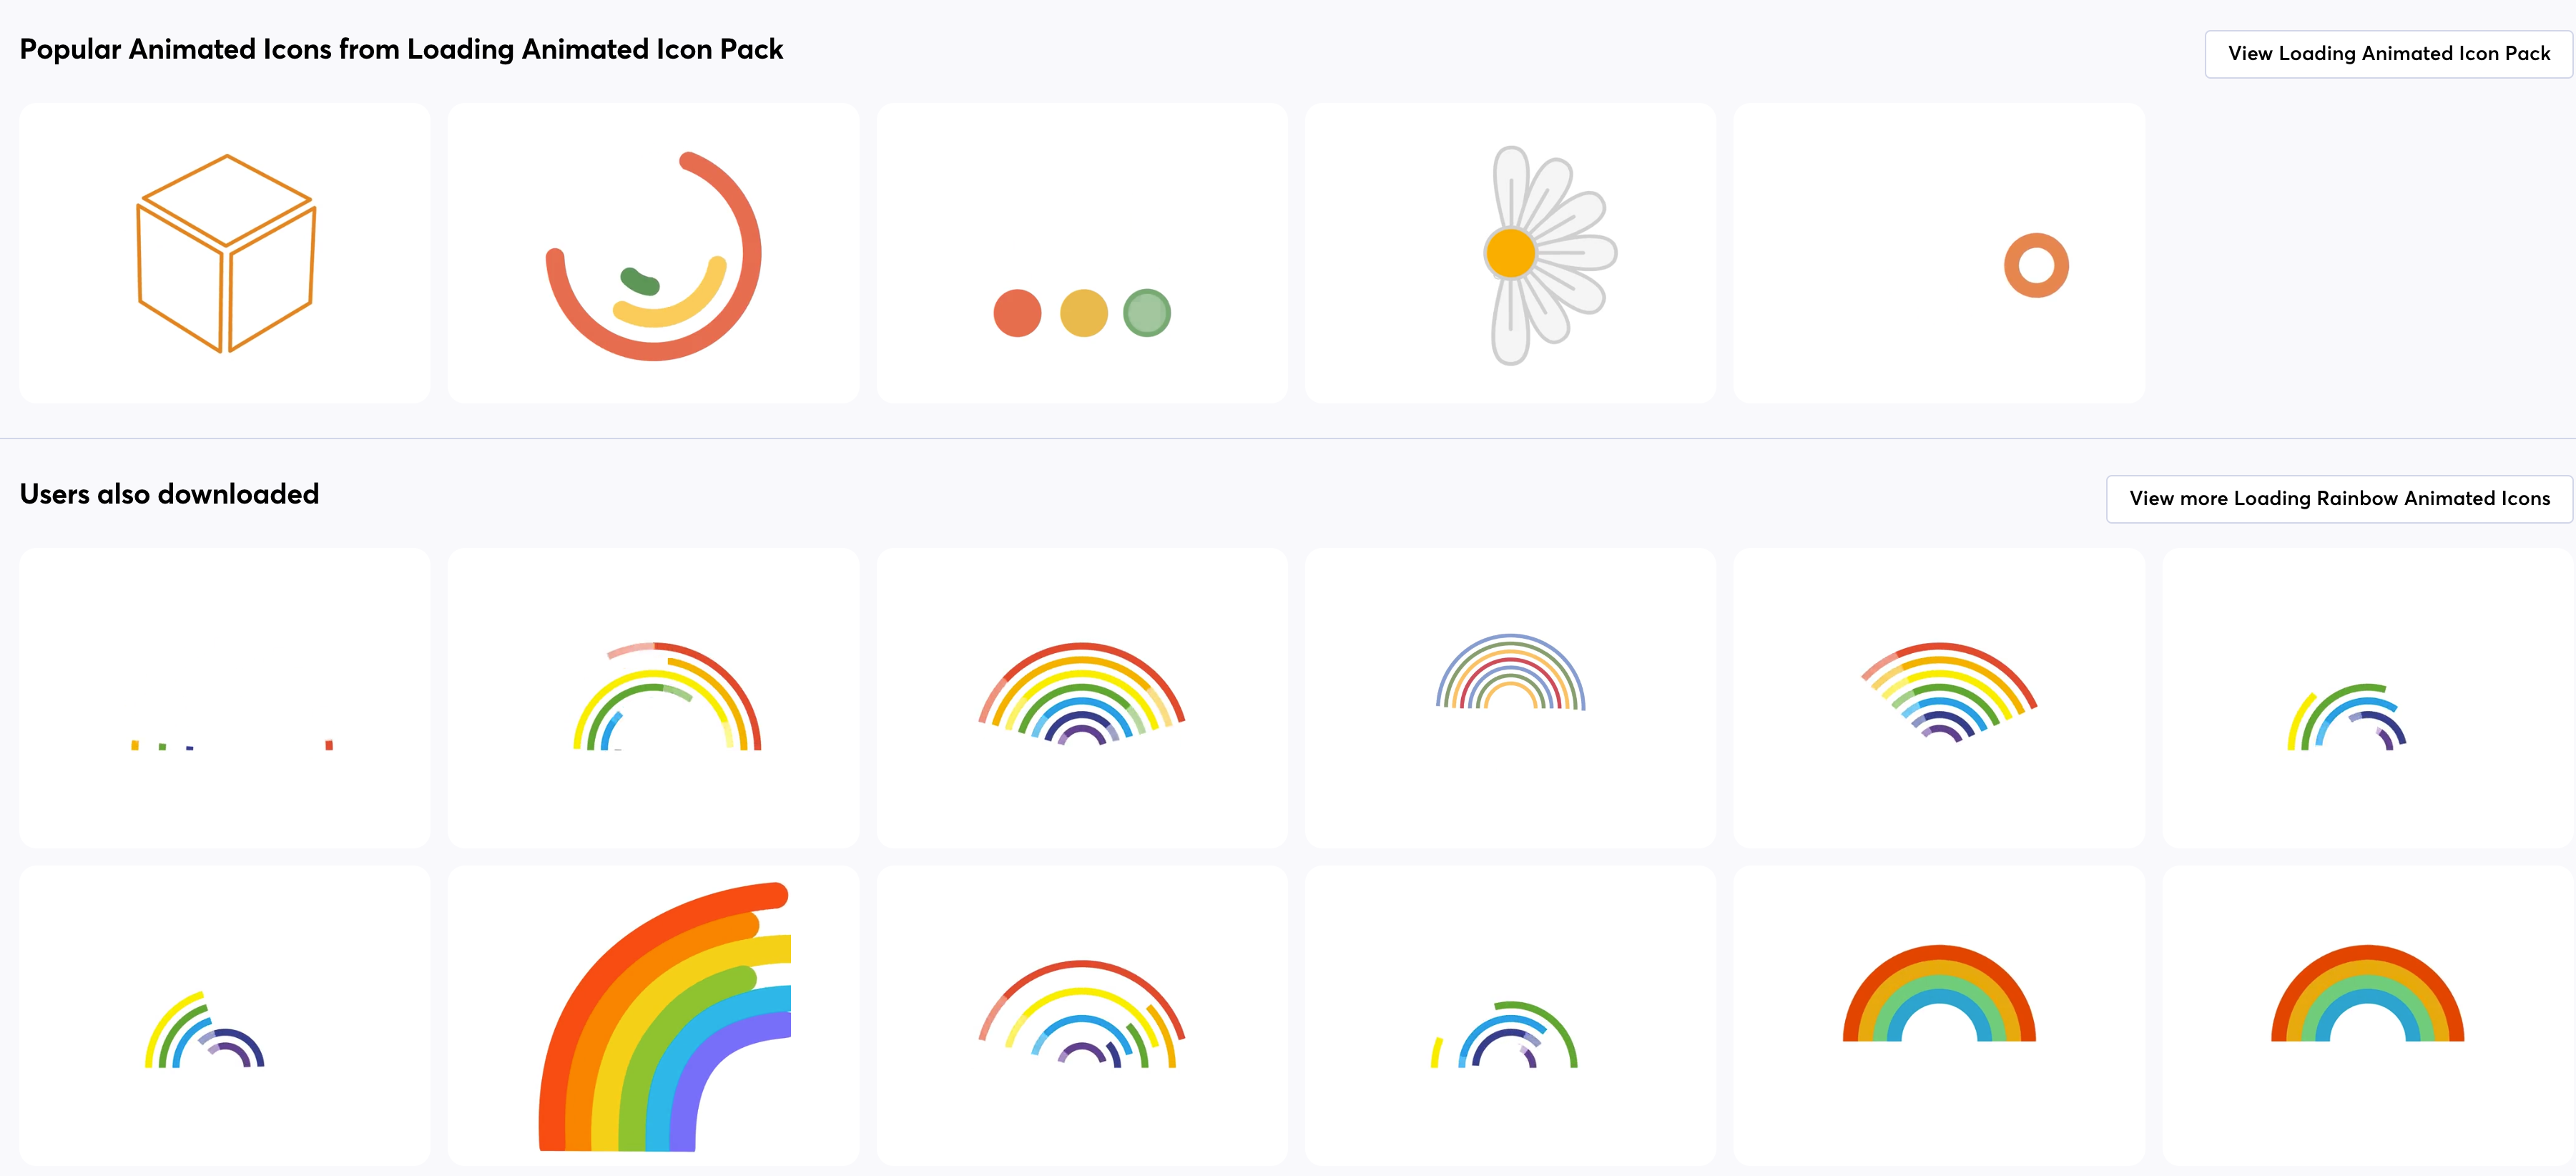 Popular Animated Icons from Loading Animated Icon Pack
View Loading Animated Icon Pack
Users also downloaded
View more Loading Rainbow Animated Icons